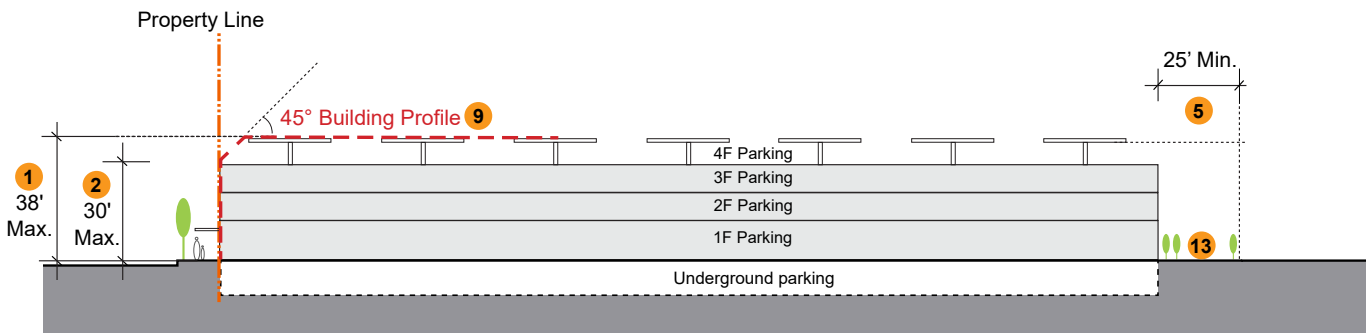 Property Line
25’ Min.
5
45° Building Profile 9
4F Parking
1
38'
Max.
2
30'
Max.
3F Parking
2F Parking
1F Parking
13
Underground parking